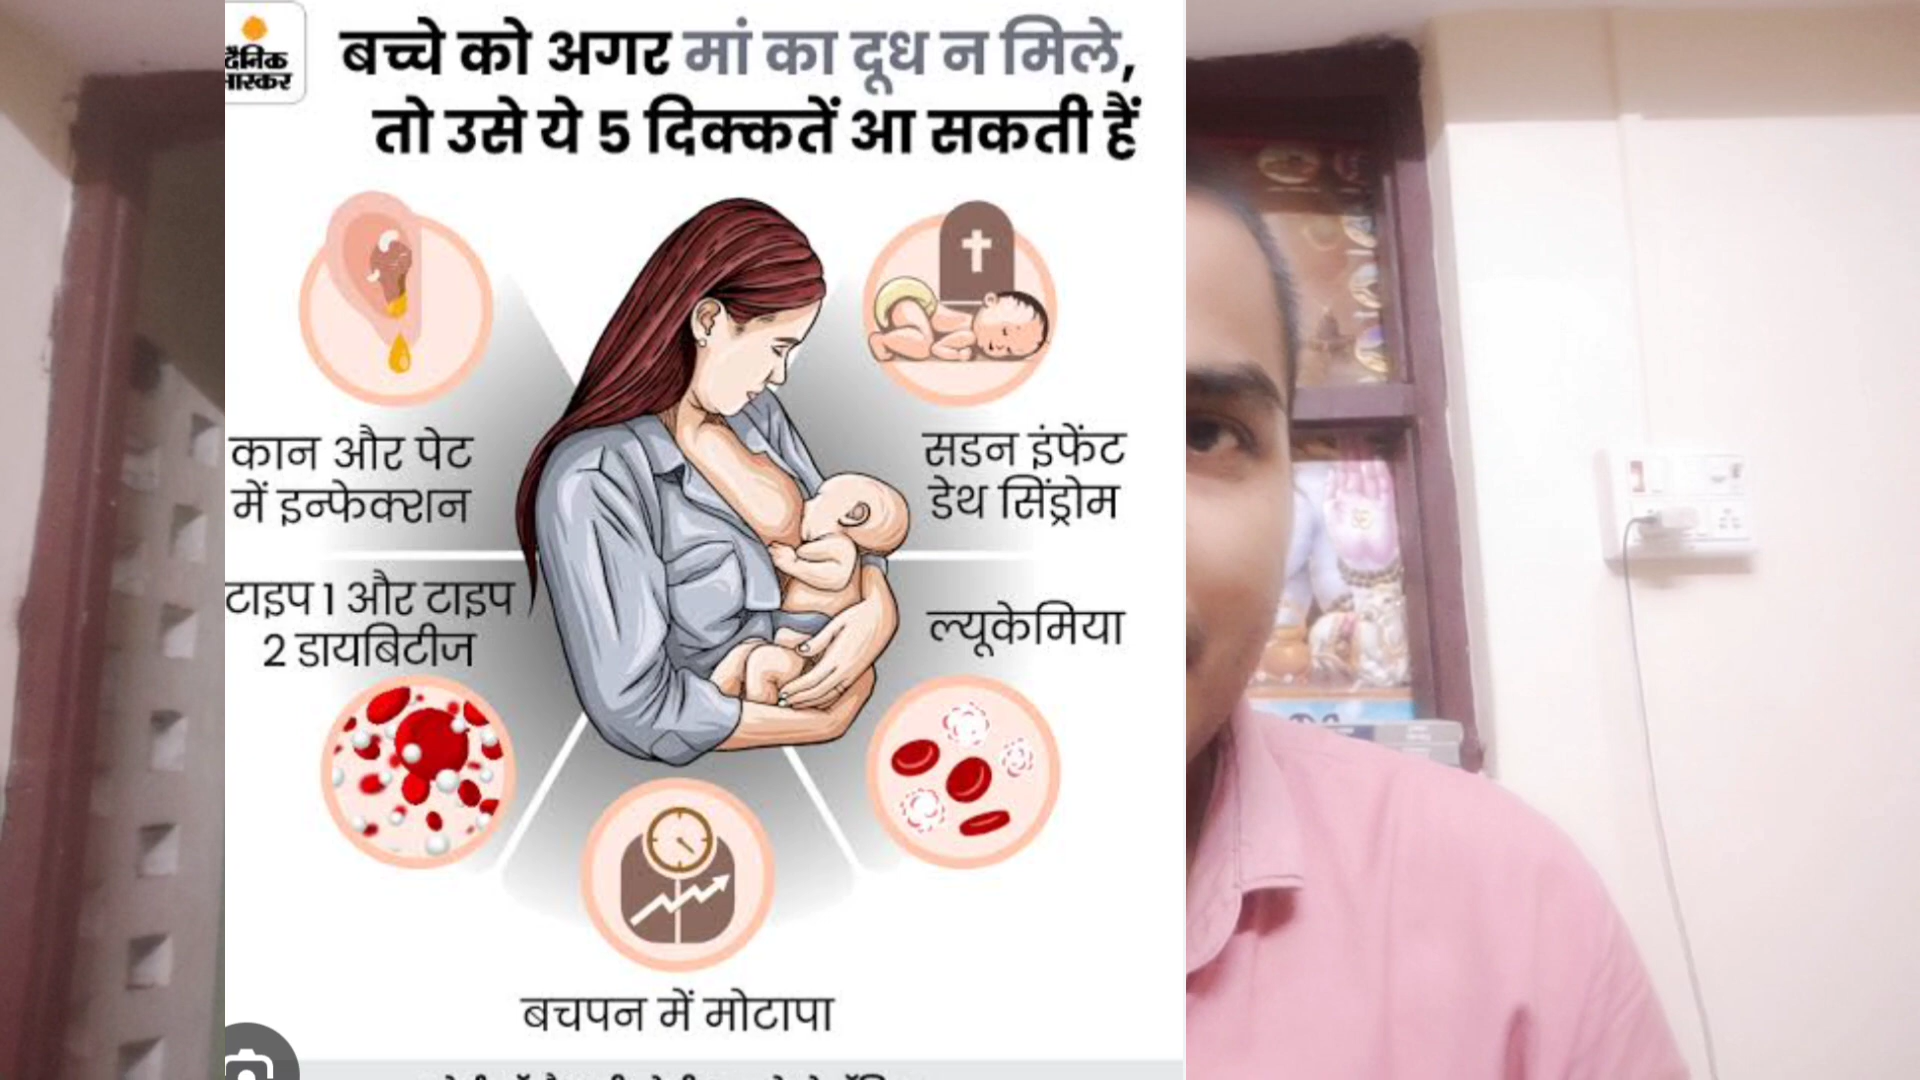 दैनिक
भास्कर
बच्चे को अगर मां का दूध न मिले,
तो उसे ये 5 दिक्कतें आ सकती हैं
कान और पेट
में इन्फेक्शन
सडन इंफेंट
डेथ सिंड्रोम
टाइप 1 और टाइप
2 डायबिटीज
ल्यूकेमिया
बचपन में मोटापा